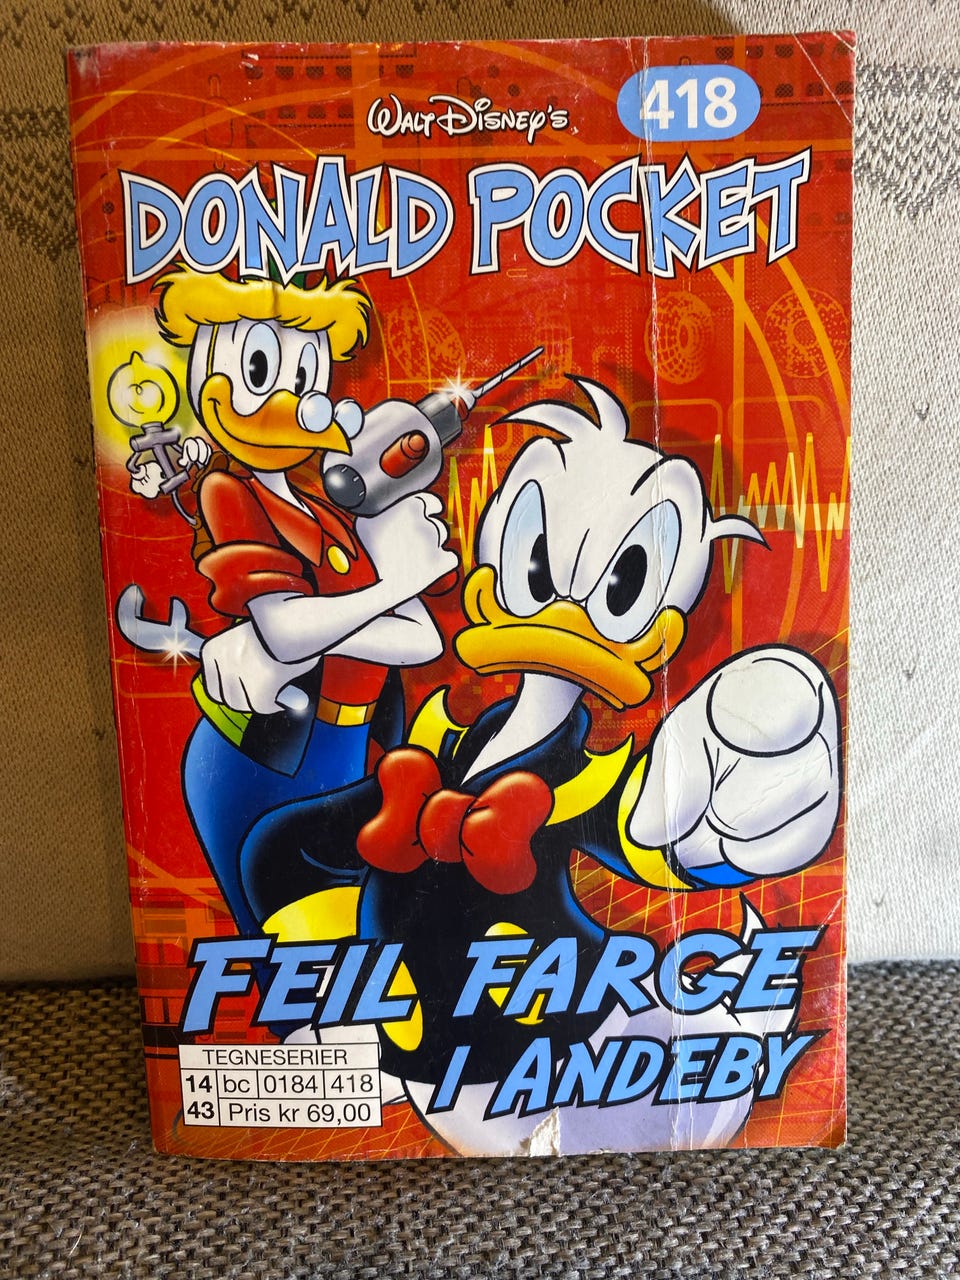 WALT DISNEY'S
418
DONALD POCKET
FEIL FARGE
I ANDEBY
TEGNESERIER
14 bc 0184 418
43 Pris kr 69,00